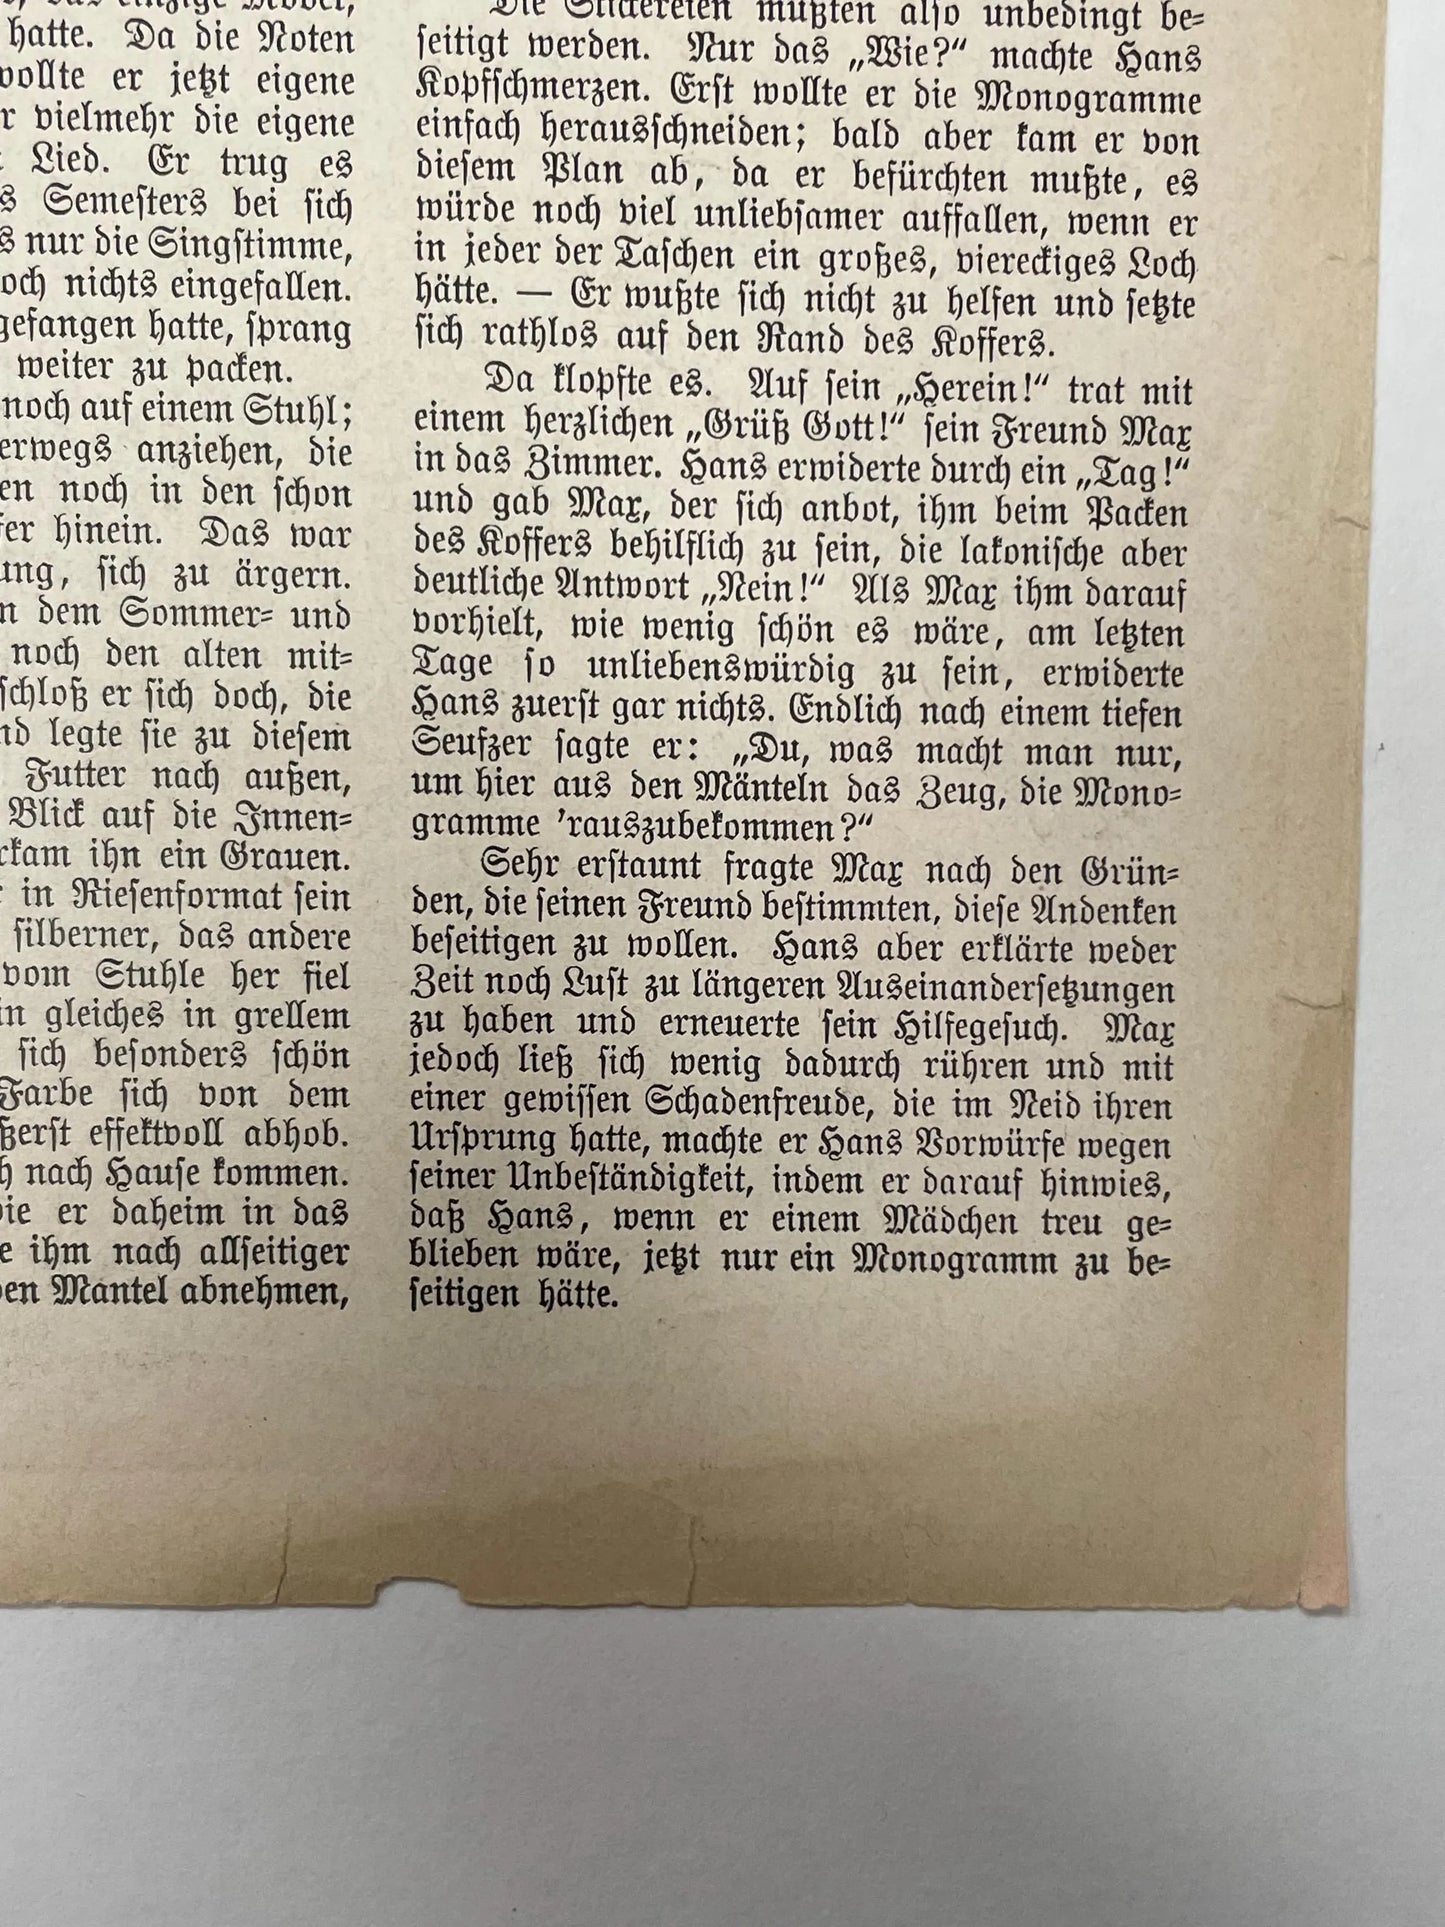 hatte. Da die Noten
wollte er jetzt eigene
vielmehr die eigene
Lied. Er trug es
Semesters bei sich
nur die Singstimme,
nichts eingefallen.
gefangen hatte, sprang
weiter zu packen.
noch auf einem Stuhl;
anziehen, die
noch in den schon
hinein. Das war
sich zu ärgern.
dem Sommer= und
noch den alten mit=
er sich doch, die
legte sie zu diesem
Futter nach außen,
Blick auf die Innen=
ihn ein Grauen.
in Riesenformat sein
silberner, das andere
vom Stuhle her fiel
gleiches in grellem
sich besonders schön
Farbe sich von dem
effektvoll abhob.
nach Hause kommen.
er daheim in das
ihm nach allseitiger
Mantel abnehmen,
Die Stickereien mußten also unbedingt be=
seitigt werden. Nur das „Wie?“ machte Hans
Kopfschmerzen. Erst wollte er die Monogramme
einfach herausschneiden; bald aber kam er von
diesem Plan ab, da er befürchten mußte, es
würde noch viel unliebsamer auffallen, wenn er
in jeder der Taschen ein großes, viereckiges Loch
hätte. — Er wußte sich nicht zu helfen und setzte
sich rathlos auf den Rand des Koffers.
Da klopfte es. Auf sein „Herein!“ trat mit
einem herzlichen „Grüß Gott!“ sein Freund Max
in das Zimmer. Hans erwiderte durch ein „Tag!“
und gab Max, der sich anbot, ihm beim Packen
des Koffers behilflich zu sein, die lakonische aber
deutliche Antwort „Nein!“ Als Max ihm darauf
vorhielt, wie wenig schön es wäre, am letzten
Tage so unliebenswürdig zu sein, erwiderte
Hans zuerst gar nichts. Endlich nach einem tiefen
Seufzer sagte er: „Du, was macht man nur,
um hier aus den Mänteln das Zeug, die Mono=
gramme ’rauszubekommen?“
Sehr erstaunt fragte Max nach den Grün=
den, die seinen Freund bestimmten, diese Andenken
beseitigen zu wollen. Hans aber erklärte weder
Zeit noch Lust zu längeren Auseinandersetzungen
zu haben und erneuerte sein Hilfegesuch. Max
jedoch ließ sich wenig dadurch rühren und mit
einer gewissen Schadenfreude, die im Neid ihren
Ursprung hatte, machte er Hans Vorwürfe wegen
seiner Unbeständigkeit, indem er darauf hinwies,
daß Hans, wenn er einem Mädchen treu ge=
blieben wäre, jetzt nur ein Monogramm zu be=
seitigen hätte.